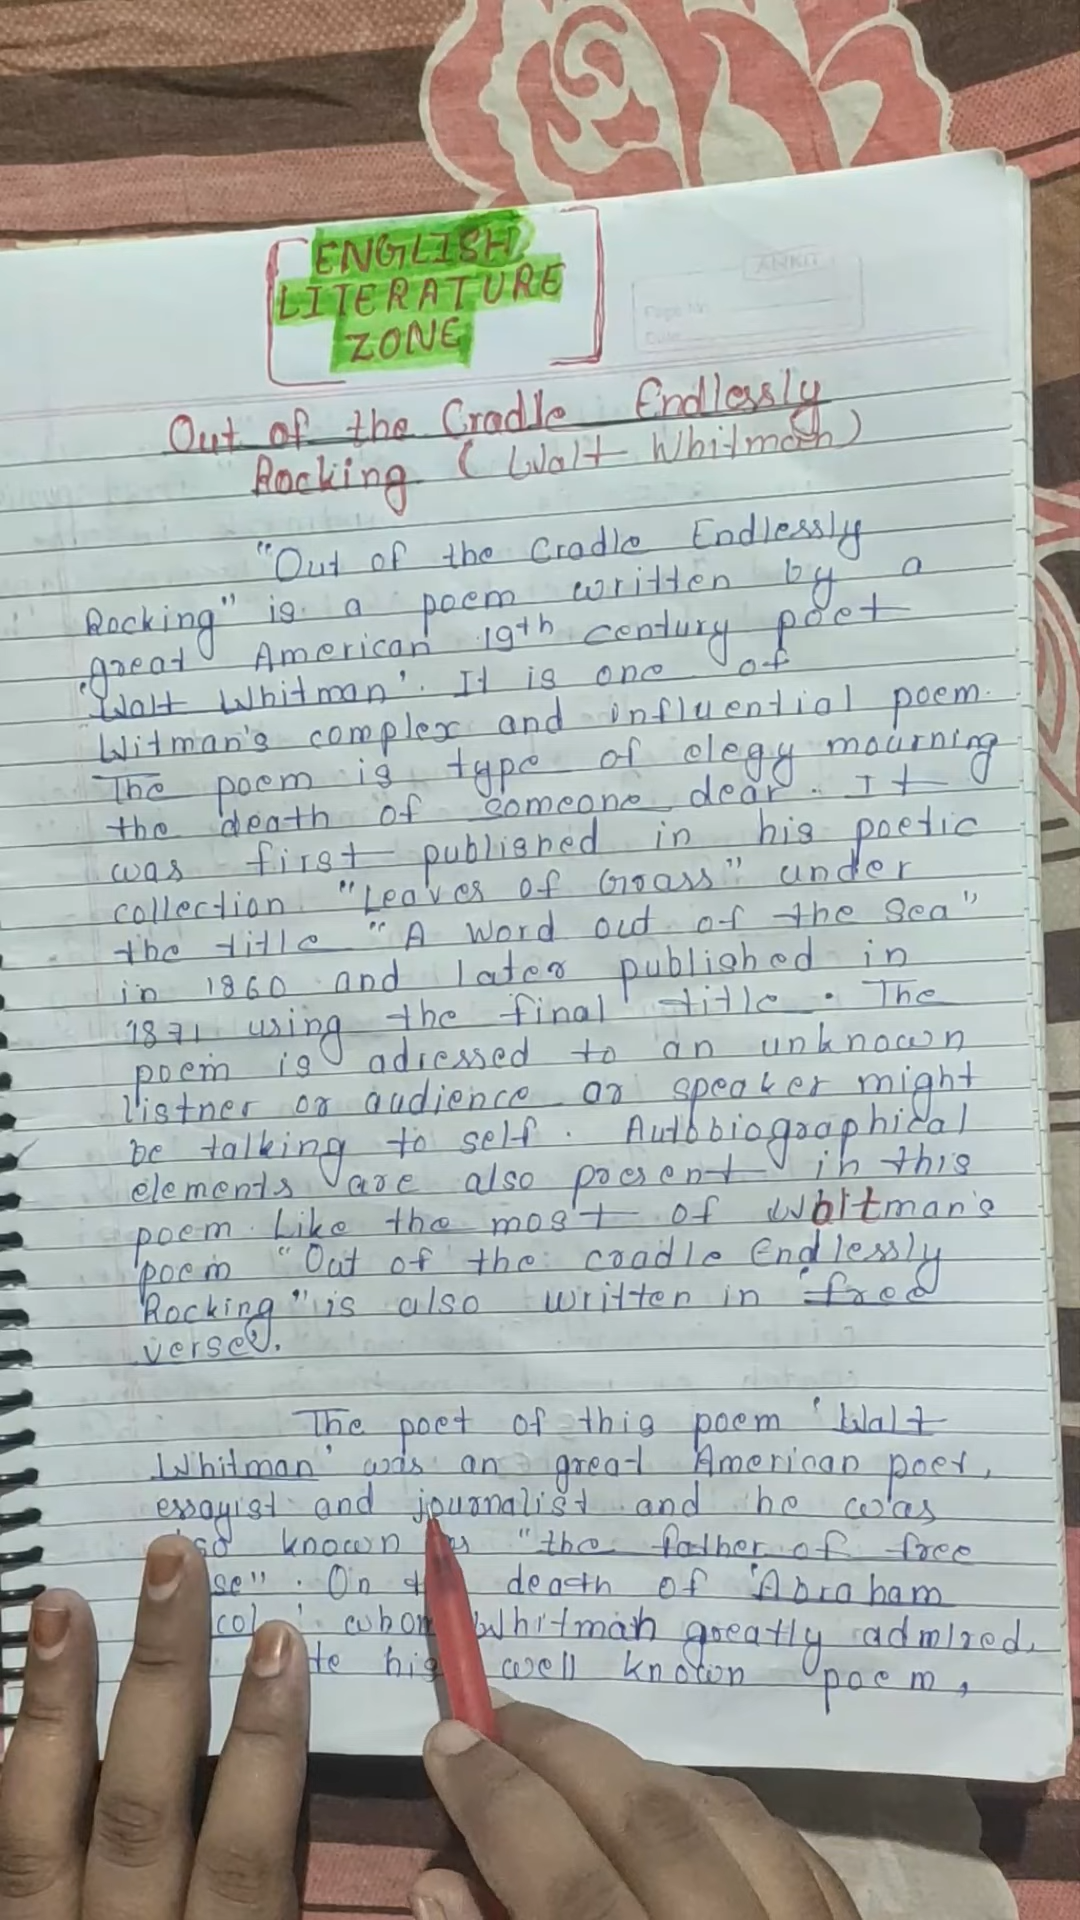 ENGLISH
LITERATURE
ZONE
Out of the Cradle Endlessly
Rocking (Walt Whitman)
"Out of the Cradle Endlessly
Rocking" is a poem written by a
great American 19th century poet
'Walt Whitman'. It is one of
Witman's complex and influential poem.
The poem is type of elegy mourning
the death of someone dear. It
was first published in his poetic
collection "Leaves of Grass" under
the title "A Word out of the Sea"
in 1860 and later published in
1871 using the final title. The
poem is adressed to an unknown
listner or audience or speaker might
be talking to self. Autobiographical
elements are also present in this
poem. Like the most of Whitman's
poem "Out of the cradle Endlessly
Rocking" is also written in 'free
verse'.
The poet of this poem 'Walt
Whitman' was an great American poet,
essayist and journalist and he was
known "the father of free
se". On death of 'Abraham
col ' whom Whitman greatly admired,
te his well known poem,